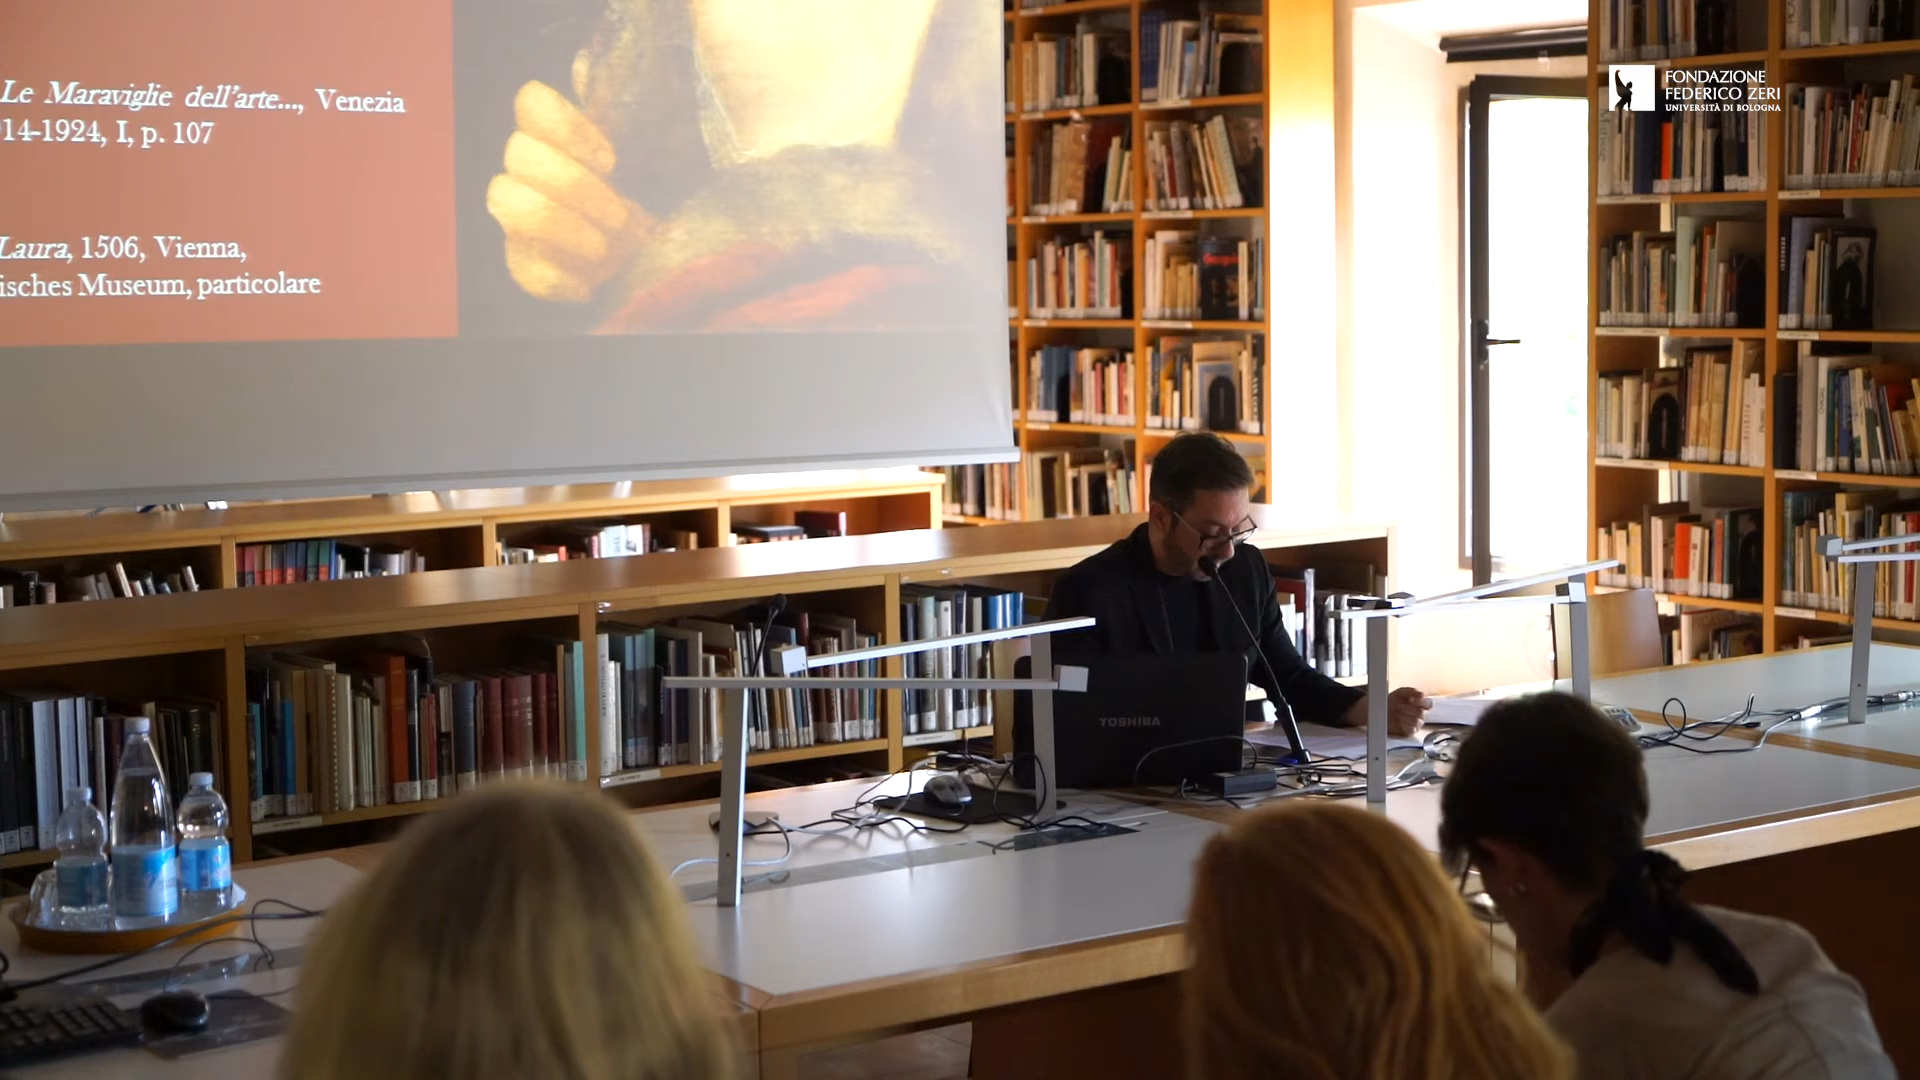 Le Maraviglie dell'arte..., Venezia
14-1924, I, p. 107
Laura, 1506, Vienna,
isches Museum, particolare
FONDAZIONE
FEDERICO ZERI
UNIVERSITÀ DI BOLOGNA
TOSHIBA